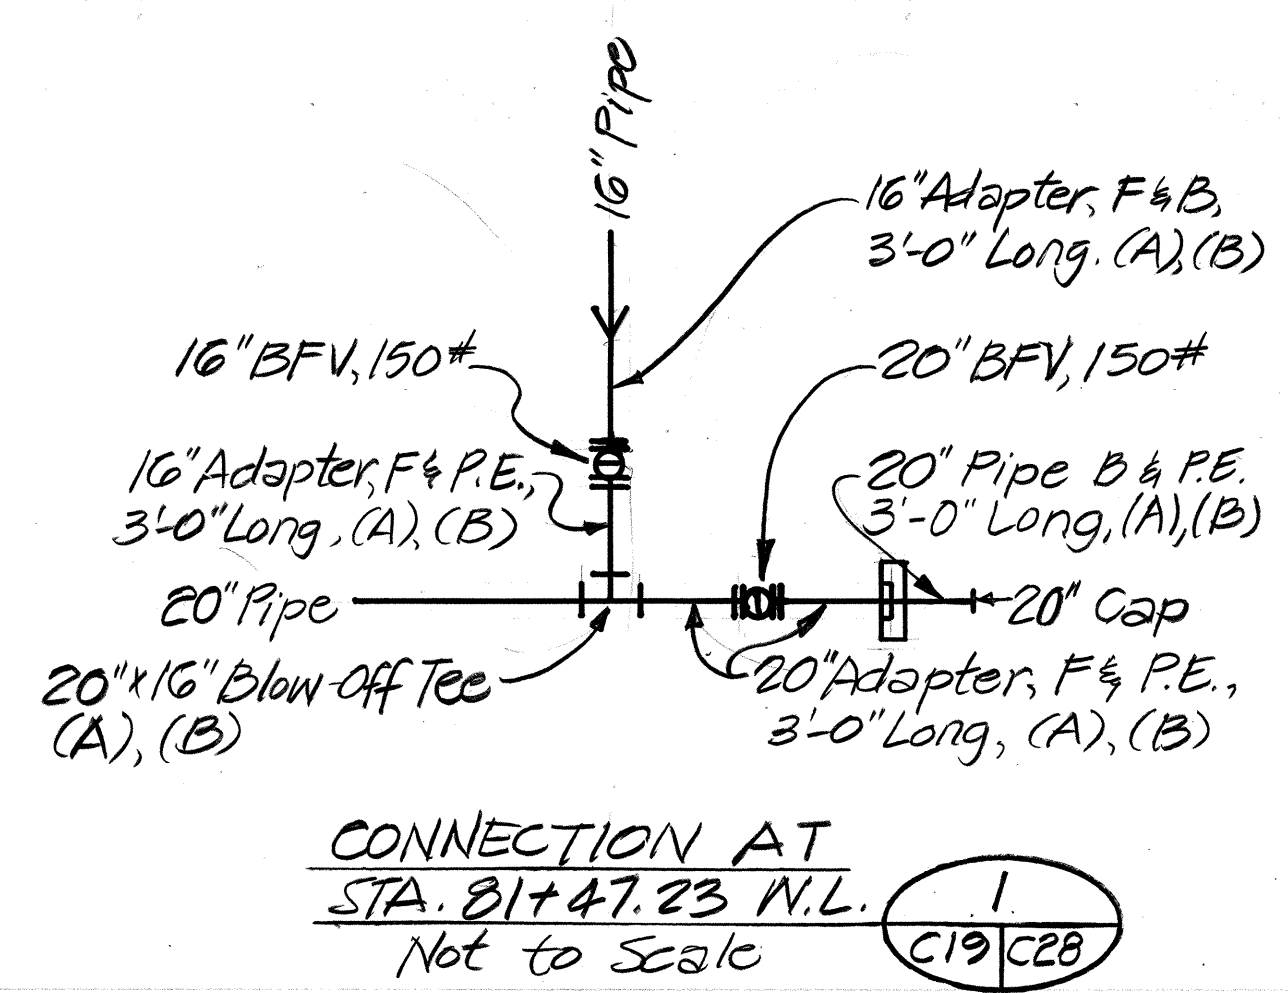 16" Pipe
16" Adapter, F & B,
3'-0" Long. (A), (B)
16" BFV, 150#
20" BFV, 150#
16" Adapter, F & P.E.,
3'-0" Long, (A), (B)
20" Pipe B & P.E.
3'-0" Long, (A), (B)
20" Pipe
20" Cap
20" x 16" Blow-Off Tee
(A), (B)
20" Adapter, F & P.E.,
3'-0" Long, (A), (B)
CONNECTION AT
STA. 81+47.23 W.L.
Not to Scale
1
C19 C28